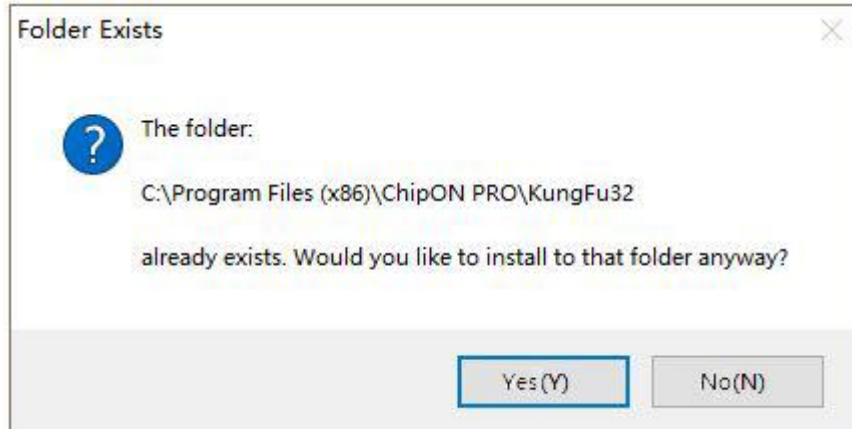 Folder Exists
?
The folder:
C:\Program Files (x86)\ChipON PRO\KungFu32
already exists. Would you like to install to that folder anyway?
Yes(Y) No(N)